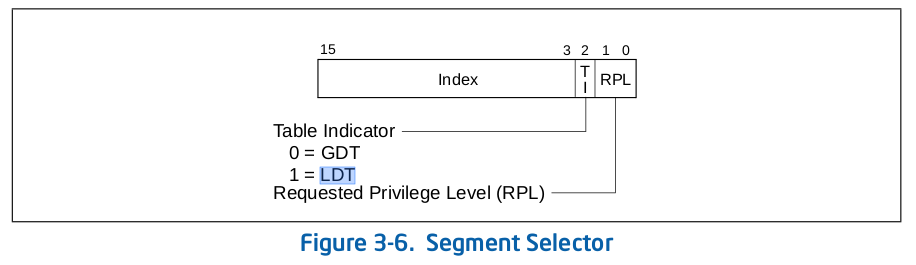 15 3 2 1 0
Index T I RPL
Table Indicator
0 = GDT
1 = LDT
Requested Privilege Level (RPL)
Figure 3-6. Segment Selector